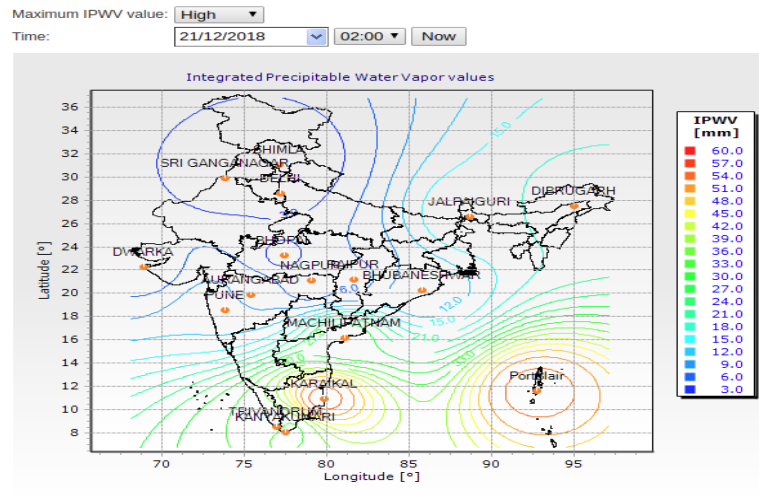 Maximum IPWV value: High
Time: 21/12/2018 02:00 Now
Integrated Precipitable Water Vapor values
36
34
32
30
28
26
24
22
20
18
16
14
12
10
8
Latitude [°]
70 75 80 85 90 95
Longitude [°]
SHIMLA
SRI GANGANAGAR
DELHI
JALPAIGURI
DIBRUGARH
BHOPAL
DWARKA
NAGPUR
RAIPUR
BHUBANESHWAR
AURANGABAD
PUNE
MACHILIPATNAM
KARAIKAL
Portblair
TRIVANDRUM
KANYAKUMARI
15.0
6.0
12.0
15.0
21.0
IPWV
[mm]
60.0
57.0
54.0
51.0
48.0
45.0
42.0
39.0
36.0
33.0
30.0
27.0
24.0
21.0
18.0
15.0
12.0
9.0
6.0
3.0